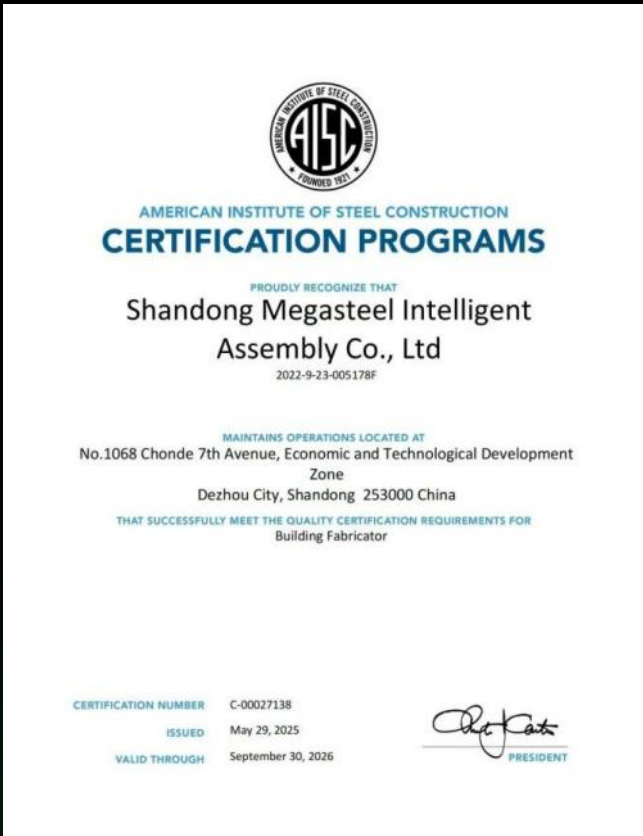 AMERICAN INSTITUTE OF STEEL CONSTRUCTION
AISC
FOUNDED 1921
AMERICAN INSTITUTE OF STEEL CONSTRUCTION
CERTIFICATION PROGRAMS
PROUDLY RECOGNIZE THAT
Shandong Megasteel Intelligent
Assembly Co., Ltd
2022-9-23-005178F
MAINTAINS OPERATIONS LOCATED AT
No.1068 Chonde 7th Avenue, Economic and Technological Development
Zone
Dezhou City, Shandong 253000 China
THAT SUCCESSFULLY MEET THE QUALITY CERTIFICATION REQUIREMENTS FOR
Building Fabricator
CERTIFICATION NUMBER C-00027138
ISSUED May 29, 2025
VALID THROUGH September 30, 2026
PRESIDENT